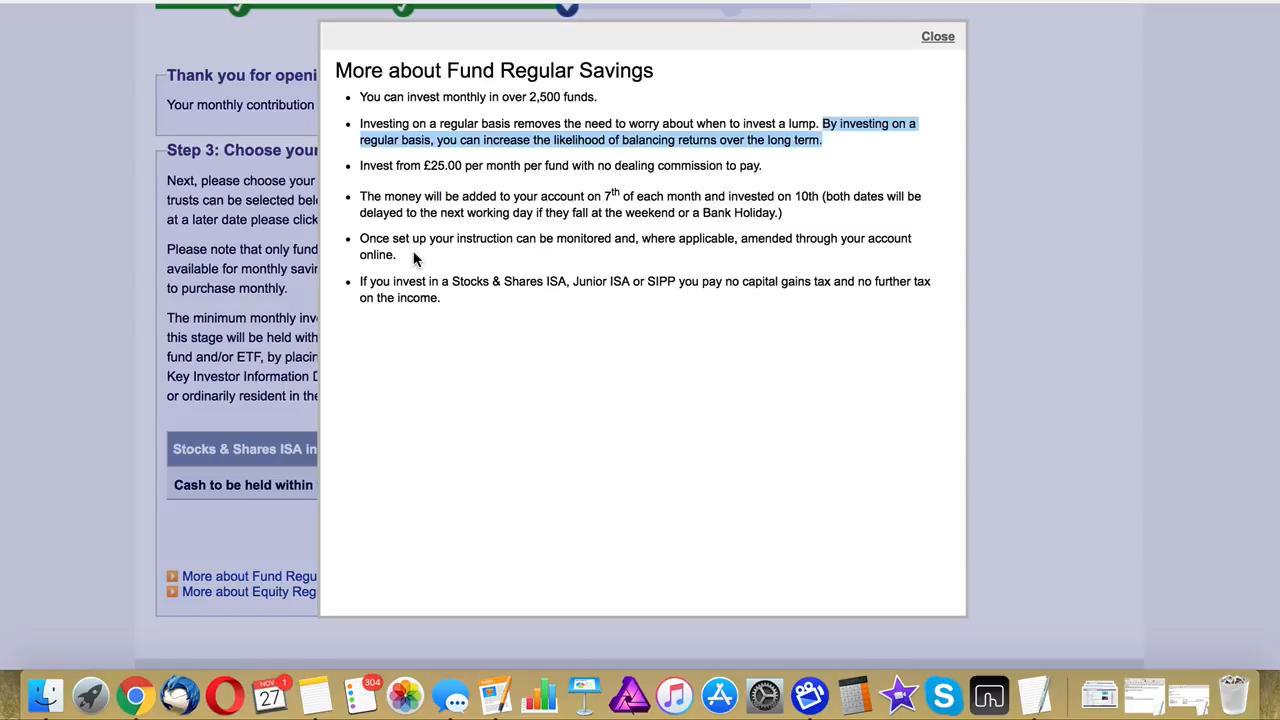 Close
More about Fund Regular Savings
• You can invest monthly in over 2,500 funds.
• Investing on a regular basis removes the need to worry about when to invest a lump. By investing on a
regular basis, you can increase the likelihood of balancing returns over the long term.
• Invest from £25.00 per month per fund with no dealing commission to pay.
• The money will be added to your account on 7th of each month and invested on 10th (both dates will be
delayed to the next working day if they fall at the weekend or a Bank Holiday.)
• Once set up your instruction can be monitored and, where applicable, amended through your account
online.
• If you invest in a Stocks & Shares ISA, Junior ISA or SIPP you pay no capital gains tax and no further tax
on the income.
Thank you for openi
Your monthly contribution
Step 3: Choose your
Next, please choose your
trusts can be selected bel
at a later date please click
Please note that only fund
available for monthly savi
to purchase monthly.
The minimum monthly inv
this stage will be held with
fund and/or ETF, by placin
Key Investor Information D
or ordinarily resident in the
Stocks & Shares ISA in
Cash to be held within
More about Fund Regu
More about Equity Reg
NOV
1
27
304